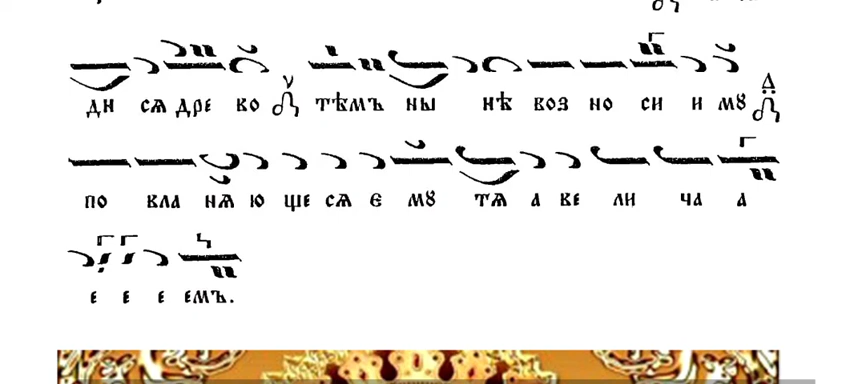 дн сѧ дре во тѣмъ ны нѣ воз но си и мꙋ
по кла нѧ ю ще сѧ є мꙋ тѧ а ве ли ча а
е е е емъ.